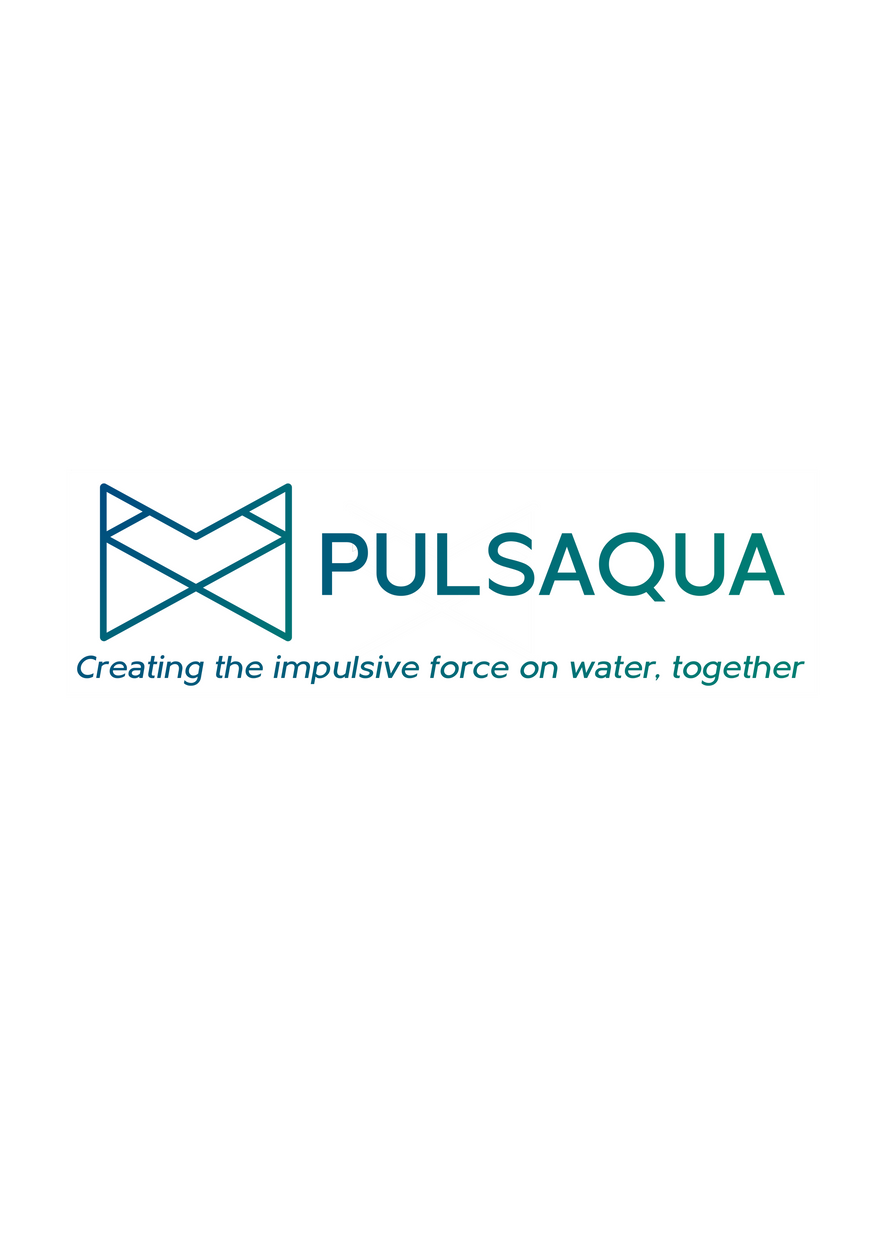 PULSAQUA
Creating the impulsive force on water, together